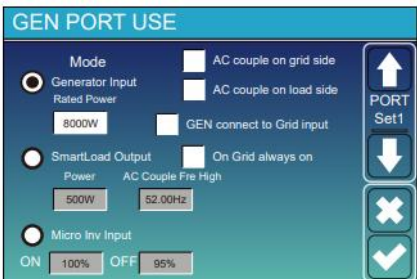 GEN PORT USE
Mode
AC couple on grid side
Generator Input
Rated Power
AC couple on load side
PORT
Set1
8000W
GEN connect to Grid input
SmartLoad Output
On Grid always on
Power
AC Couple Fre High
500W
52.00Hz
Micro Inv Input
ON
100%
OFF
95%